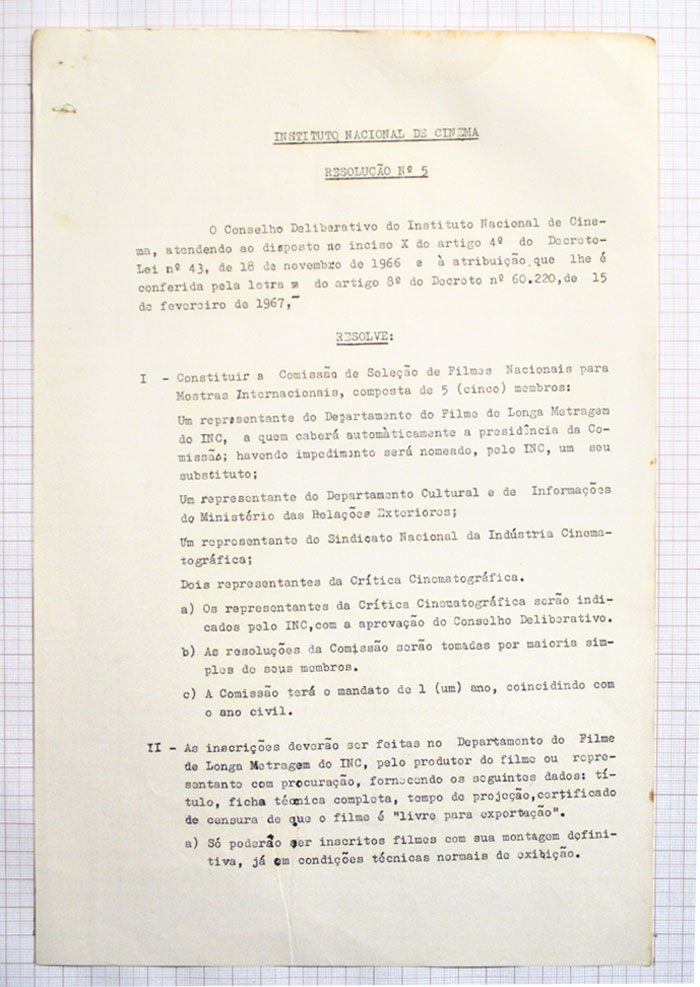 INSTITUTO NACIONAL DE CINEMA
RESOLUÇÃO Nº 5
O Conselho Deliberativo do Instituto Nacional de Cine-
ma, atendendo ao disposto no inciso X do artigo 4º do Decreto-
Lei nº 43, de 18 de novembro de 1966 e à atribuição que lhe é
conferida pela letra do artigo 8º do Decreto nº 60.220, de 15
de fevereiro de 1967,
RESOLVE:
I - Constituir a Comissão de Seleção de Filmes Nacionais para
Mostras Internacionais, composta de 5 (cinco) membros:
Um representante do Departamento do Filme de Longa Metragem
do INC, a quem caberá automàticamente a presidência da Co-
missão; havendo impedimento será nomeado, pelo INC, um seu
substituto;
Um representante do Departamento Cultural e de Informações
do Ministério das Relações Exteriores;
Um representante do Sindicato Nacional da Indústria Cinema-
tográfica;
Dois representantes da Crítica Cinematográfica.
a) Os representantes da Crítica Cinematográfica serão indi-
cados pelo INC, com a aprovação do Conselho Deliberativo.
b) As resoluções da Comissão serão tomadas por maioria sim-
ples de seus membros.
c) A Comissão terá o mandato de 1 (um) ano, coincidindo com
o ano civil.
II - As inscrições deverão ser feitas no Departamento do Filme
de Longa Metragem do INC, pelo produtor do filme ou repre-
sentante com procuração, fornecendo os seguintes dados: tí-
tulo, ficha técnica completa, tempo de projeção, certificado
de censura de que o filme é "livre para exportação".
a) Só poderão ser inscritos filmes com sua montagem defini-
tiva, já em condições técnicas normais de exibição.